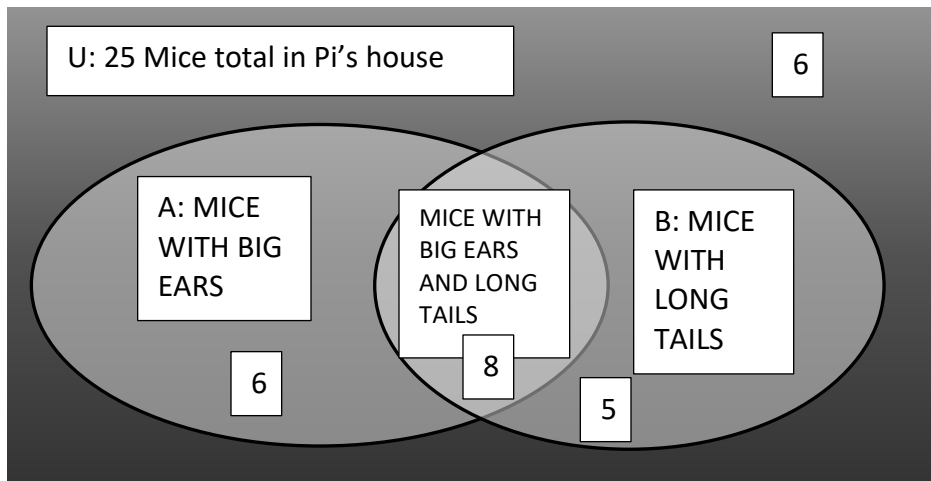 U: 25 Mice total in Pi’s house
6
A: MICE
WITH BIG
EARS
6
MICE WITH
BIG EARS
AND LONG
TAILS
8
B: MICE
WITH
LONG
TAILS
5